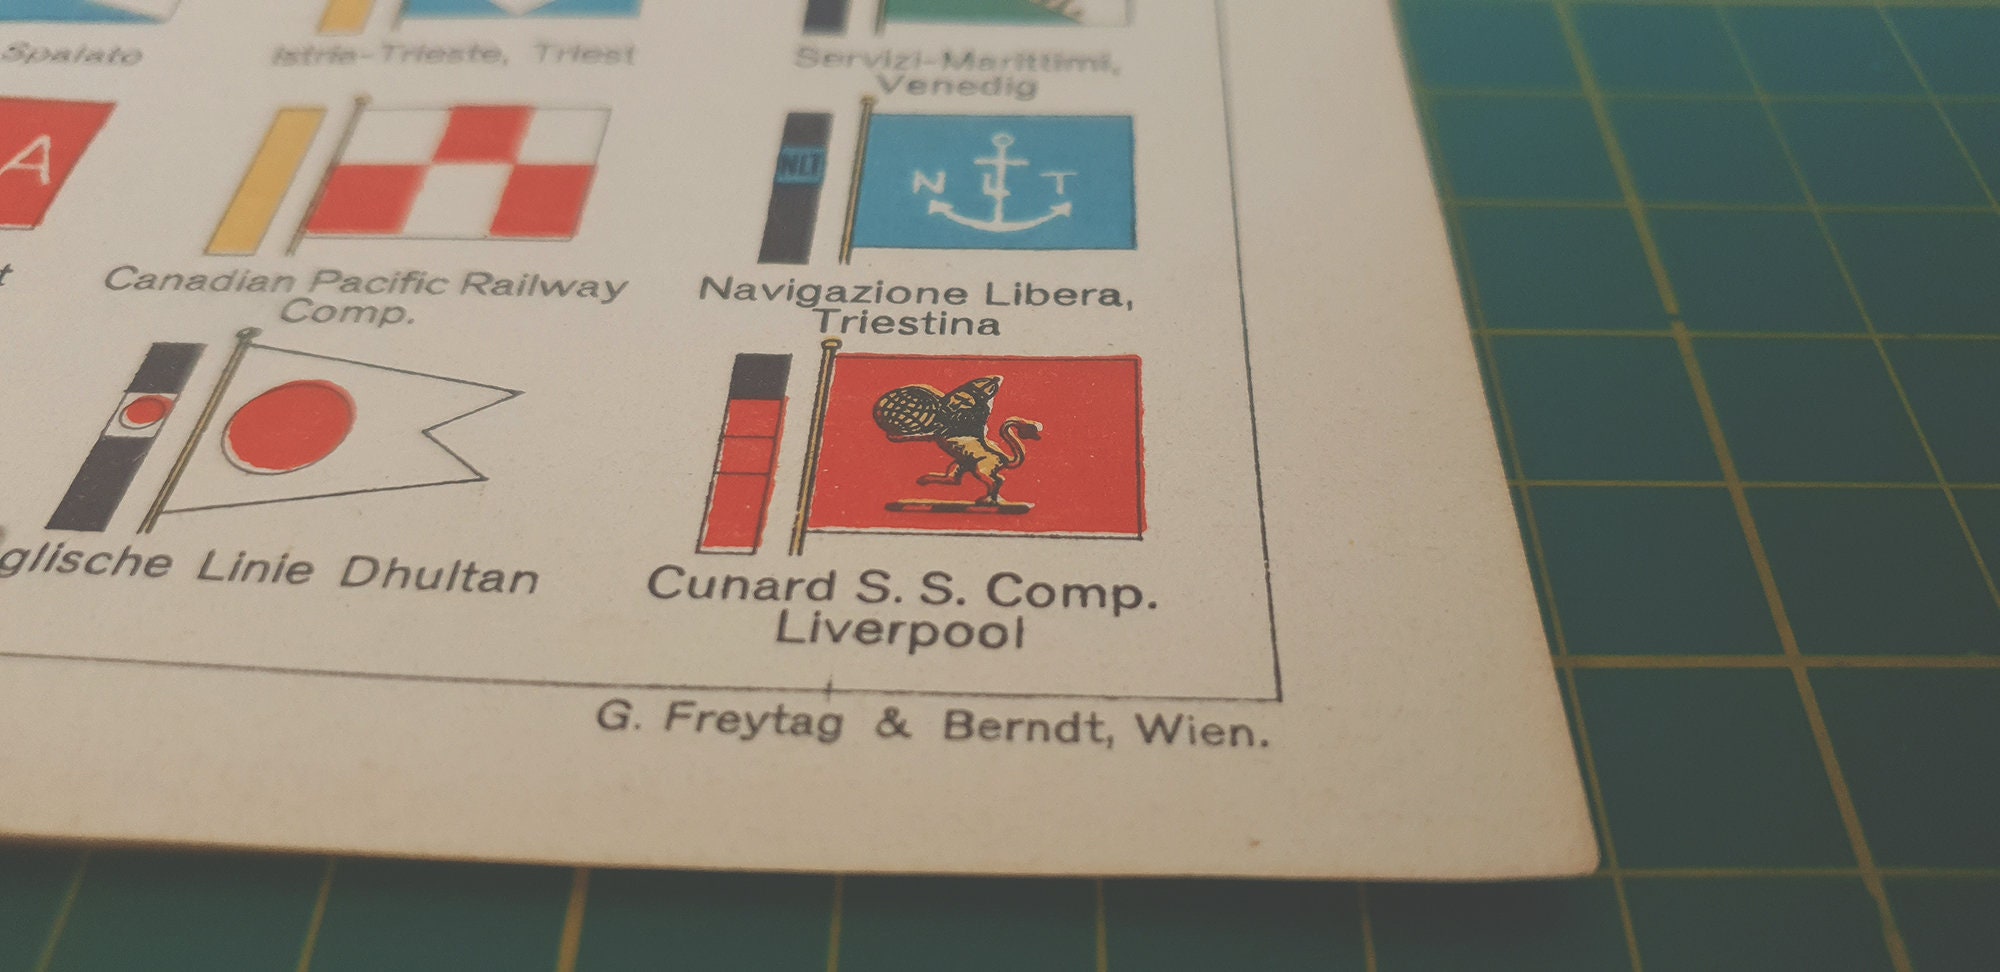 Spalato
Istria-Trieste, Triest
Servizi-Marittimi,
Venedig
A
NLT
N L T
t
Canadian Pacific Railway
Comp.
Navigazione Libera,
Triestina
glische Linie Dhultan
Cunard S. S. Comp.
Liverpool
G. Freytag & Berndt, Wien.